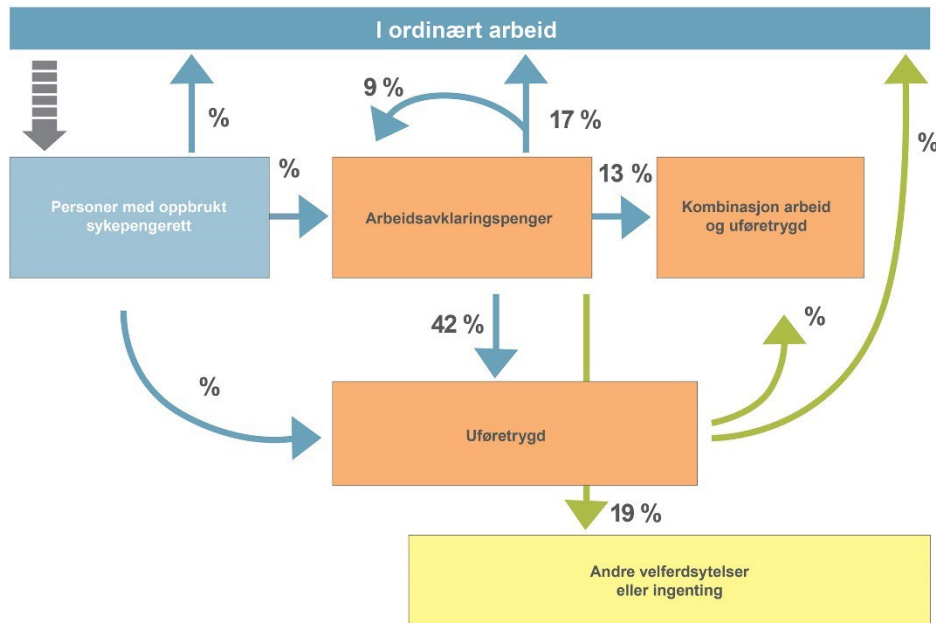 I ordinært arbeid
9 %
%
17 %
%
%
13 %
Personer med oppbrukt
sykepengerett
Arbeidsavklaringspenger
Kombinasjon arbeid
og uføretrygd
42 %
%
%
Uføretrygd
19 %
Andre velferdsytelser
eller ingenting